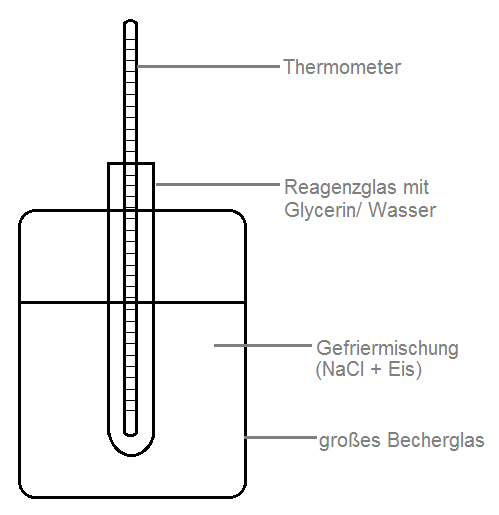 Thermometer
Reagenzglas mit
Glycerin/ Wasser
Gefriermischung
(NaCl + Eis)
großes Becherglas